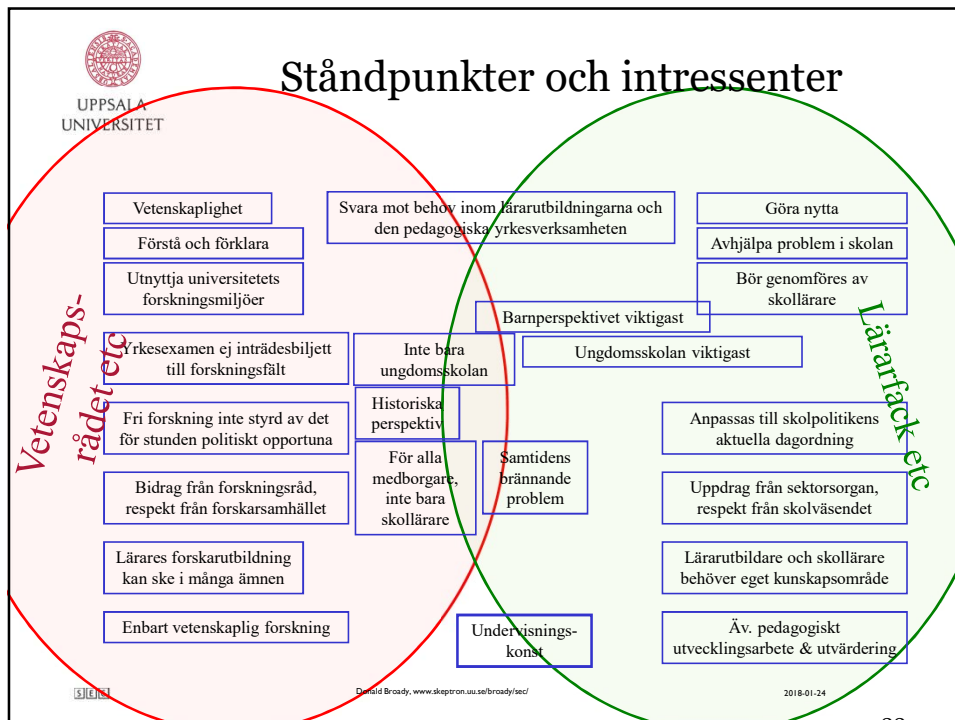 UPPSALA
UNIVERSITET
Ståndpunkter och intressenter
Vetenskaps-
rådet etc
Lärarfack etc
Vetenskaplighet
Förstå och förklara
Utnyttja universitetets
forskningsmiljöer
Yrkesexamen ej inträdesbiljett
till forskningsfält
Fri forskning inte styrd av det
för stunden politiskt opportuna
Bidrag från forskningsråd,
respekt från forskarsamhället
Lärares forskarutbildning
kan ske i många ämnen
Enbart vetenskaplig forskning
Svara mot behov inom lärarutbildningarna och
den pedagogiska yrkesverksamheten
Barnperspektivet viktigast
Inte bara
ungdomsskolan
Ungdomsskolan viktigast
Historiska
perspektiv
För alla
medborgare,
inte bara
skollärare
Samtidens
brännande
problem
Undervisnings-
konst
Göra nytta
Avhjälpa problem i skolan
Bör genomföres av
skollärare
Anpassas till skolpolitikens
aktuella dagordning
Uppdrag från sektorsorgan,
respekt från skolväsendet
Lärarutbildare och skollärare
behöver eget kunskapsområde
Äv. pedagogiskt
utvecklingsarbete & utvärdering
SEC
Donald Broady, www.skeptron.uu.se/broady/sec/
2018-01-24